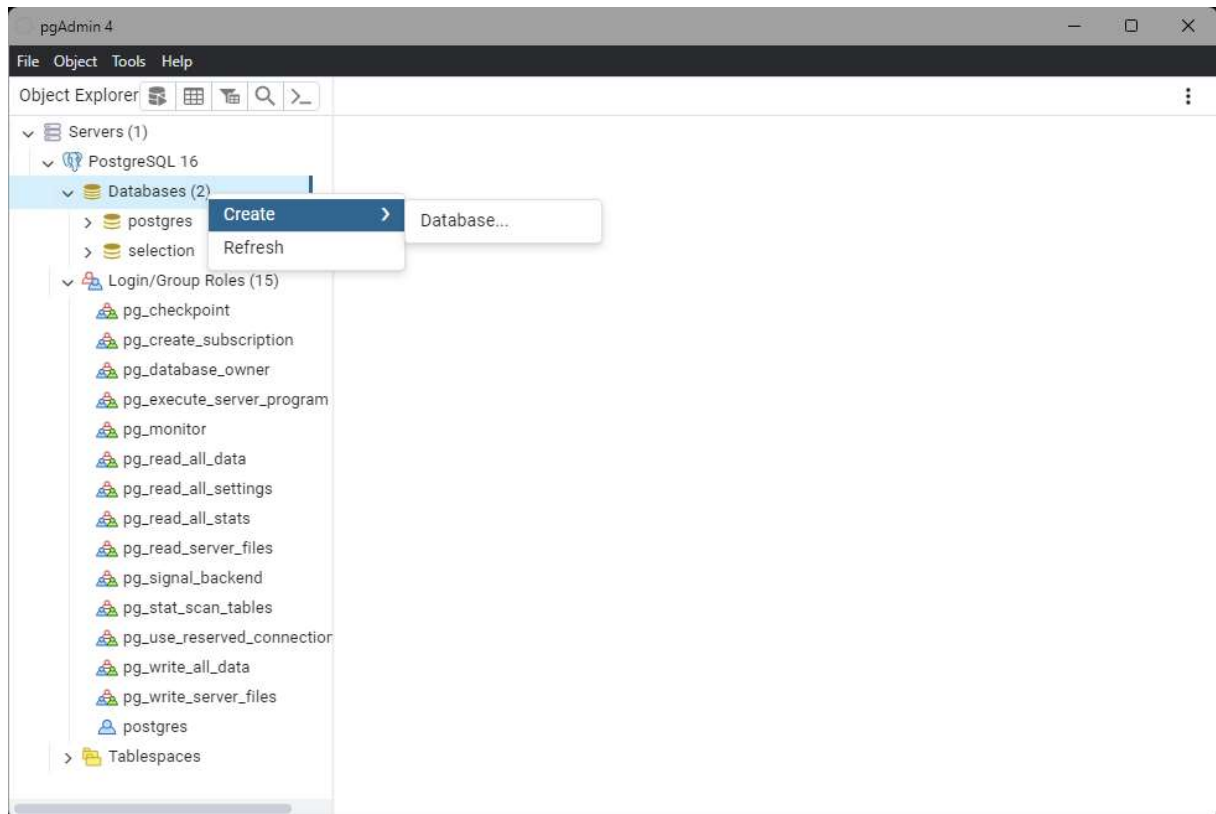 pgAdmin 4
File Object Tools Help
Object Explorer
Servers (1)
PostgreSQL 16
Databases (2)
postgres
selection
Create
Refresh
Database...
Login/Group Roles (15)
pg_checkpoint
pg_create_subscription
pg_database_owner
pg_execute_server_program
pg_monitor
pg_read_all_data
pg_read_all_settings
pg_read_all_stats
pg_read_server_files
pg_signal_backend
pg_stat_scan_tables
pg_use_reserved_connection
pg_write_all_data
pg_write_server_files
postgres
Tablespaces